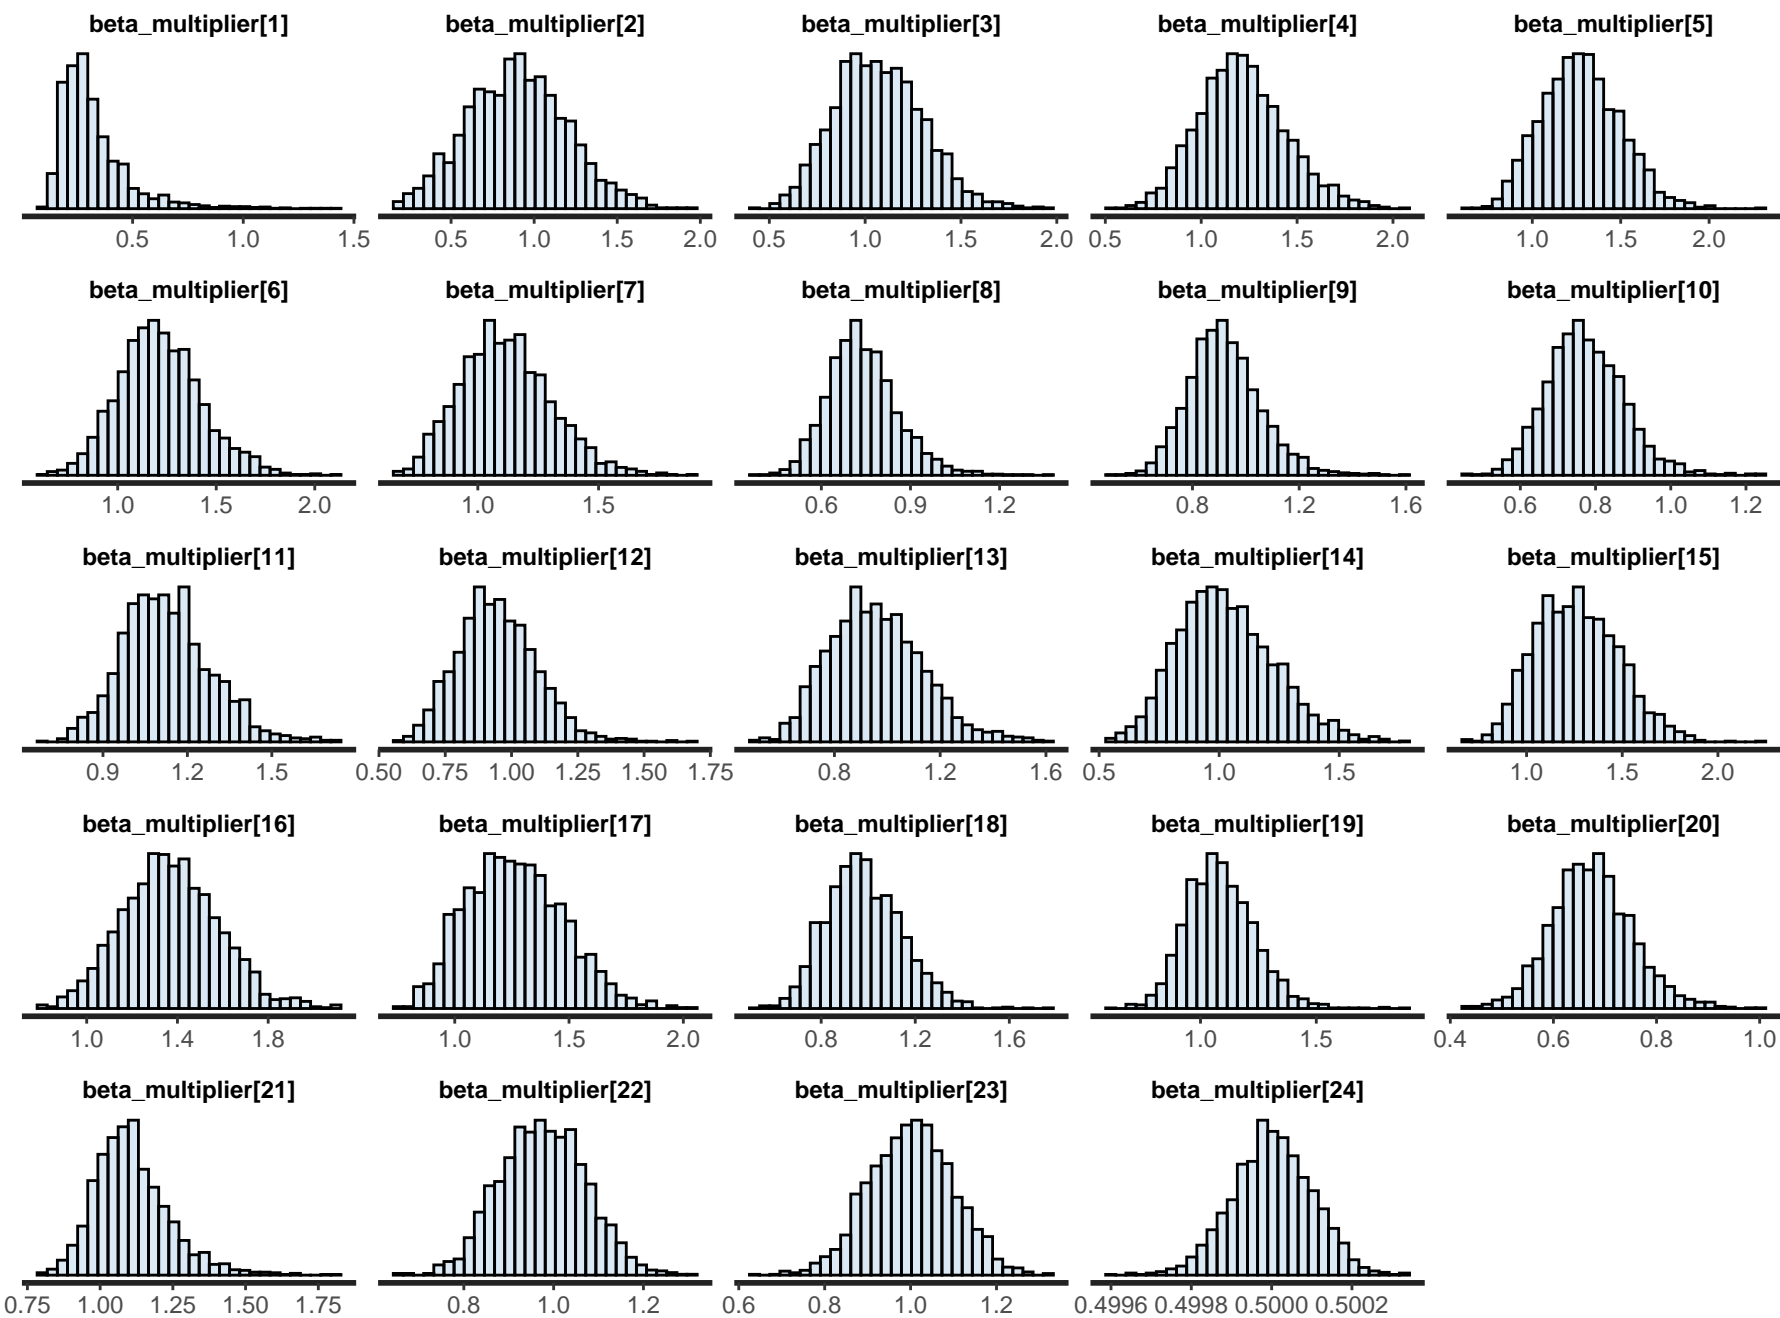 beta_multiplier[1] beta_multiplier[2] beta_multiplier[3] beta_multiplier[4] beta_multiplier[5]
0.5 1.0 1.5 0.5 1.0 1.5 2.0 0.5 1.0 1.5 2.0 0.5 1.0 1.5 2.0 1.0 1.5 2.0
beta_multiplier[6] beta_multiplier[7] beta_multiplier[8] beta_multiplier[9] beta_multiplier[10]
1.0 1.5 2.0 1.0 1.5 0.6 0.9 1.2 0.8 1.2 1.6 0.6 0.8 1.0 1.2
beta_multiplier[11] beta_multiplier[12] beta_multiplier[13] beta_multiplier[14] beta_multiplier[15]
0.9 1.2 1.5 0.50 0.75 1.00 1.25 1.50 1.75 0.8 1.2 1.6 0.5 1.0 1.5 1.0 1.5 2.0
beta_multiplier[16] beta_multiplier[17] beta_multiplier[18] beta_multiplier[19] beta_multiplier[20]
1.0 1.4 1.8 1.0 1.5 2.0 0.8 1.2 1.6 1.0 1.5 0.4 0.6 0.8 1.0
beta_multiplier[21] beta_multiplier[22] beta_multiplier[23] beta_multiplier[24]
0.75 1.00 1.25 1.50 1.75 0.8 1.0 1.2 0.6 0.8 1.0 1.2 0.4996 0.4998 0.5000 0.5002